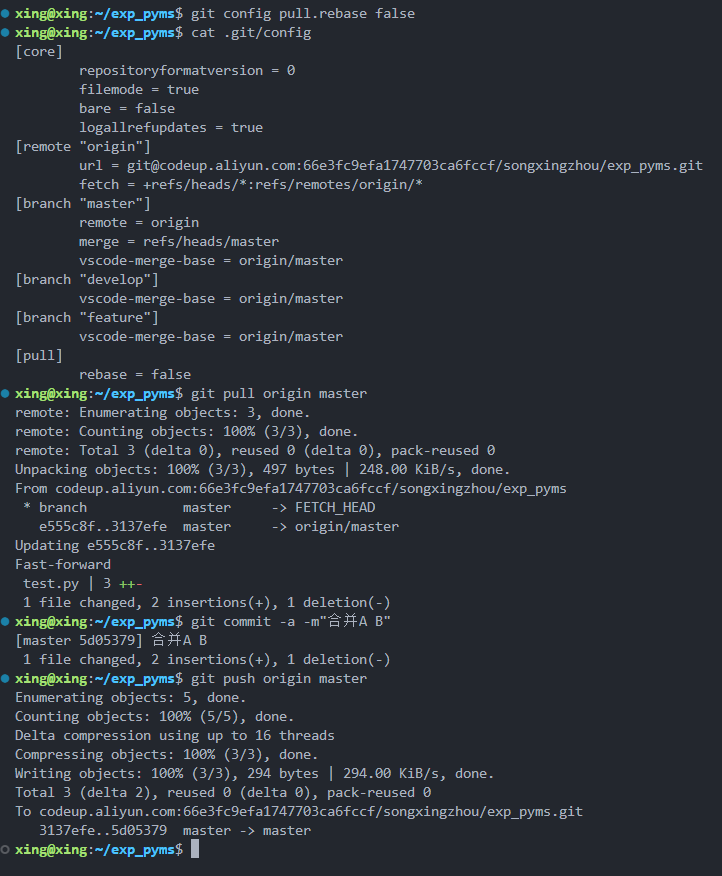 xing@xing:~/exp_pyms$ git config pull.rebase false
xing@xing:~/exp_pyms$ cat .git/config
[core]
        repositoryformatversion = 0
        filemode = true
        bare = false
        logallrefupdates = true
[remote "origin"]
        url = git@codeup.aliyun.com:66e3fc9efa1747703ca6fccf/songxingzhou/exp_pyms.git
        fetch = +refs/heads/*:refs/remotes/origin/*
[branch "master"]
        remote = origin
        merge = refs/heads/master
        vscode-merge-base = origin/master
[branch "develop"]
        vscode-merge-base = origin/master
[branch "feature"]
        vscode-merge-base = origin/master
[pull]
        rebase = false
xing@xing:~/exp_pyms$ git pull origin master
remote: Enumerating objects: 3, done.
remote: Counting objects: 100% (3/3), done.
remote: Total 3 (delta 0), reused 0 (delta 0), pack-reused 0
Unpacking objects: 100% (3/3), 497 bytes | 248.00 KiB/s, done.
From codeup.aliyun.com:66e3fc9efa1747703ca6fccf/songxingzhou/exp_pyms
 * branch            master     -> FETCH_HEAD
   e555c8f..3137efe  master     -> origin/master
Updating e555c8f..3137efe
Fast-forward
 test.py | 3 ++-
 1 file changed, 2 insertions(+), 1 deletion(-)
xing@xing:~/exp_pyms$ git commit -a -m"合并A B"
[master 5d05379] 合并A B
 1 file changed, 2 insertions(+), 1 deletion(-)
xing@xing:~/exp_pyms$ git push origin master
Enumerating objects: 5, done.
Counting objects: 100% (5/5), done.
Delta compression using up to 16 threads
Compressing objects: 100% (3/3), done.
Writing objects: 100% (3/3), 294 bytes | 294.00 KiB/s, done.
Total 3 (delta 2), reused 0 (delta 0), pack-reused 0
To codeup.aliyun.com:66e3fc9efa1747703ca6fccf/songxingzhou/exp_pyms.git
   3137efe..5d05379  master -> master
xing@xing:~/exp_pyms$